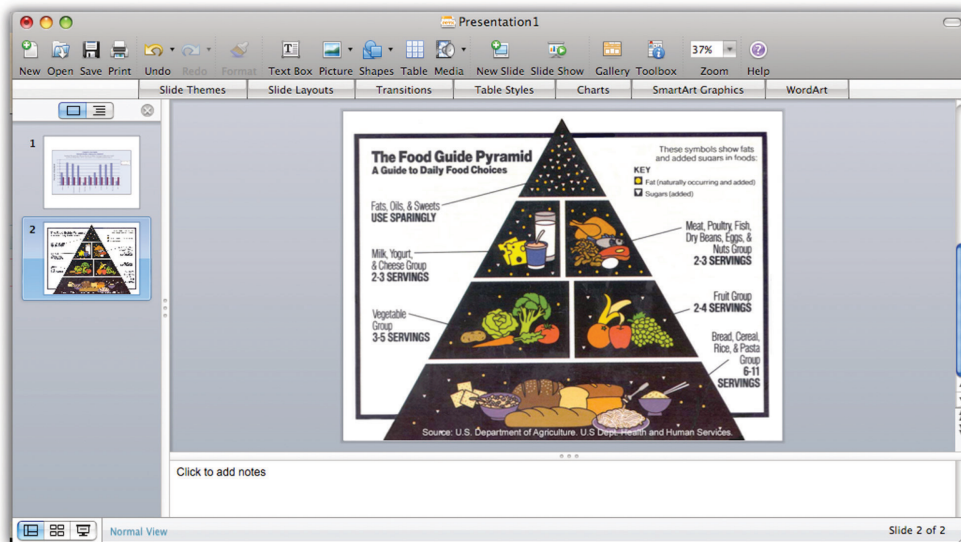 Presentation1
New Open Save Print Undo Redo Format Text Box Picture Shapes Table Media New Slide Slide Show Gallery Toolbox Zoom Help
37%
Slide Themes Slide Layouts Transitions Table Styles Charts SmartArt Graphics WordArt
1
2
The Food Guide Pyramid
A Guide to Daily Food Choices
These symbols show fats
and added sugars in foods:
KEY
Fat (naturally occurring and added)
Sugars (added)
Fats, Oils, & Sweets
USE SPARINGLY
Milk, Yogurt,
& Cheese Group
2-3 SERVINGS
Meat, Poultry, Fish,
Dry Beans, Eggs, &
Nuts Group
2-3 SERVINGS
Vegetable
Group
3-5 SERVINGS
Fruit Group
2-4 SERVINGS
Bread, Cereal,
Rice, & Pasta
Group
6-11
SERVINGS
Source: U.S. Department of Agriculture. U.S Dept. Health and Human Services.
Click to add notes
Normal View
Slide 2 of 2